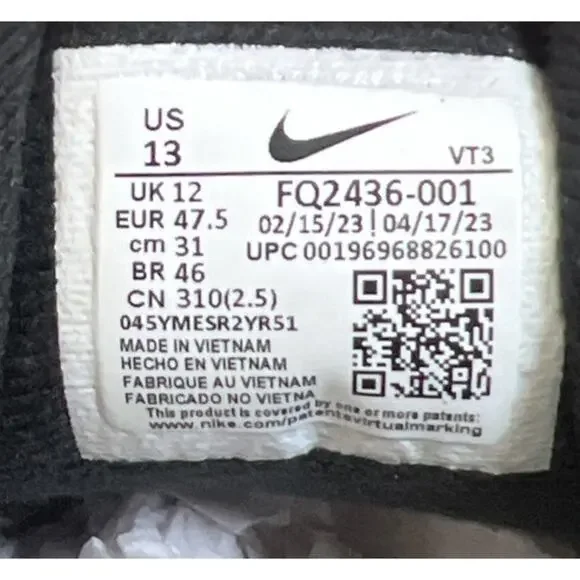 US
13
VT3
UK 12
FQ2436-001
EUR 47.5
02/15/23 | 04/17/23
cm 31
UPC 00196968826100
BR 46
CN 310(2.5)
045YMESR2YR51
MADE IN VIETNAM
HECHO EN VIETNAM
FABRIQUE AU VIETNAM
FABRICADO NO VIETNA
This product is covered by one or more patents
www.nike.com/patentsvirtualmarking